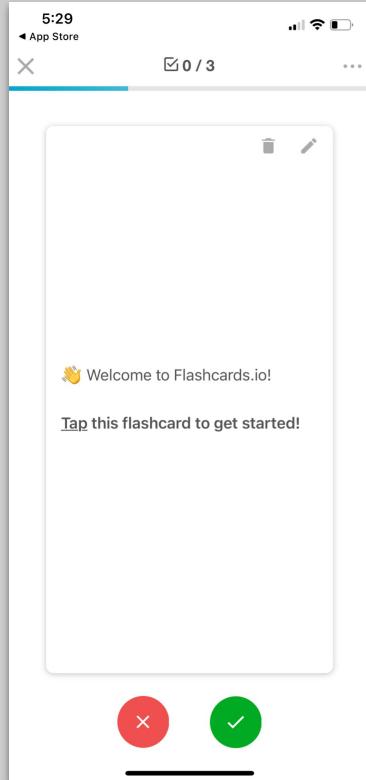 5:29
◀ App Store
0 / 3
👋 Welcome to Flashcards.io!
Tap this flashcard to get started!